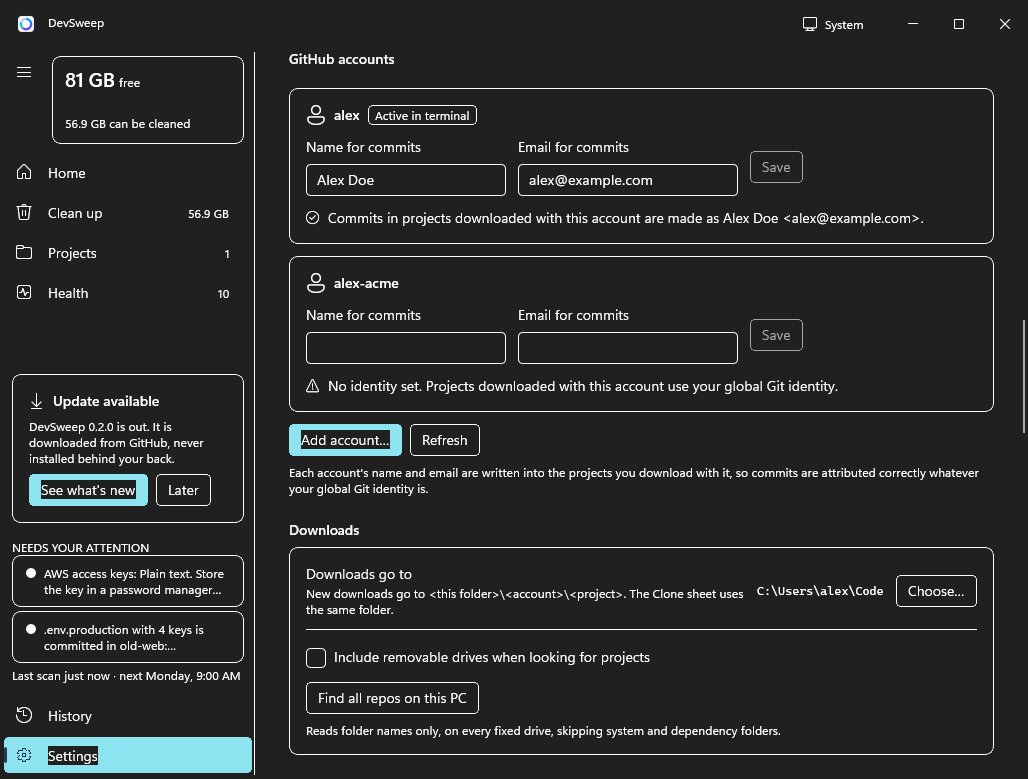 DevSweep
System
81 GB free
56.9 GB can be cleaned
Home
Clean up 56.9 GB
Projects 1
Health 10
Update available
DevSweep 0.2.0 is out. It is
downloaded from GitHub, never
installed behind your back.
See what's new
Later
NEEDS YOUR ATTENTION
AWS access keys: Plain text. Store
the key in a password manager...
.env.production with 4 keys is
committed in old-web:...
Last scan just now · next Monday, 9:00 AM
History
Settings
GitHub accounts
alex Active in terminal
Name for commits Email for commits
Alex Doe alex@example.com Save
Commits in projects downloaded with this account are made as Alex Doe <alex@example.com>.
alex-acme
Name for commits Email for commits
Save
No identity set. Projects downloaded with this account use your global Git identity.
Add account... Refresh
Each account's name and email are written into the projects you download with it, so commits are attributed correctly whatever
your global Git identity is.
Downloads
Downloads go to
New downloads go to <this folder>\<account>\<project>. The Clone sheet uses
the same folder.
C:\Users\alex\Code Choose...
Include removable drives when looking for projects
Find all repos on this PC
Reads folder names only, on every fixed drive, skipping system and dependency folders.